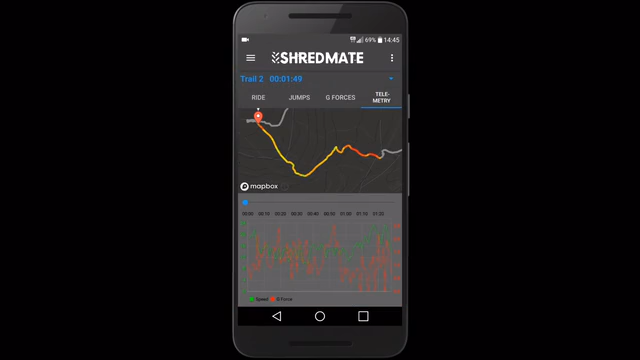 69% 14:45
SHREDMATE
Trail 2 00:01:49
RIDE JUMPS G FORCES TELE-
METRY
mapbox
00:00 00:10 00:20 00:30 00:40 00:50 01:00 01:10 01:20
Speed G Force